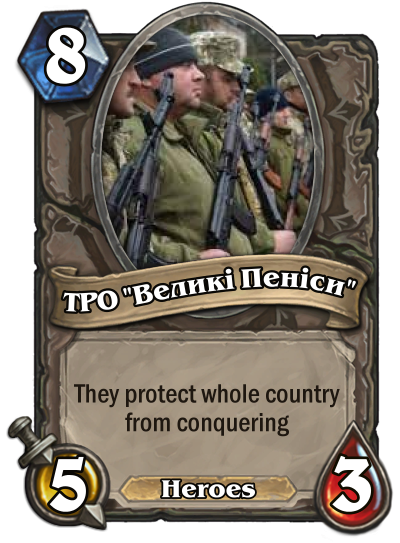 8
ТРО "Великі Пеніси"
They protect whole country
from conquering
5
Heroes
3